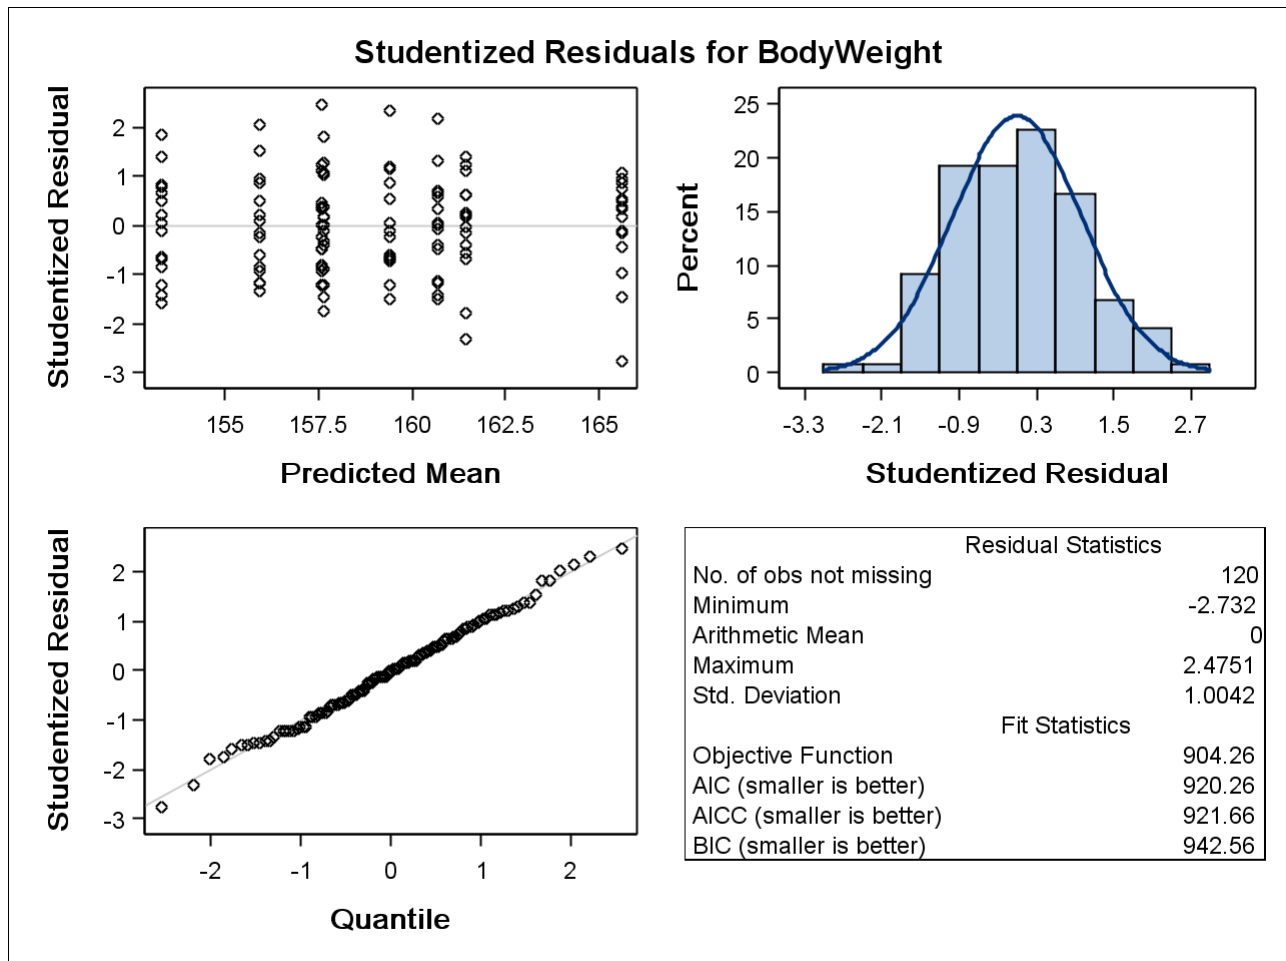 Studentized Residuals for BodyWeight
Studentized Residual
2
1
0
-1
-2
-3
155 157.5 160 162.5 165
Predicted Mean
Percent
25
20
15
10
5
0
-3.3 -2.1 -0.9 0.3 1.5 2.7
Studentized Residual
Studentized Residual
2
1
0
-1
-2
-3
-2 -1 0 1 2
Quantile
Residual Statistics
No. of obs not missing 120
Minimum -2.732
Arithmetic Mean 0
Maximum 2.4751
Std. Deviation 1.0042
Fit Statistics
Objective Function 904.26
AIC (smaller is better) 920.26
AICC (smaller is better) 921.66
BIC (smaller is better) 942.56